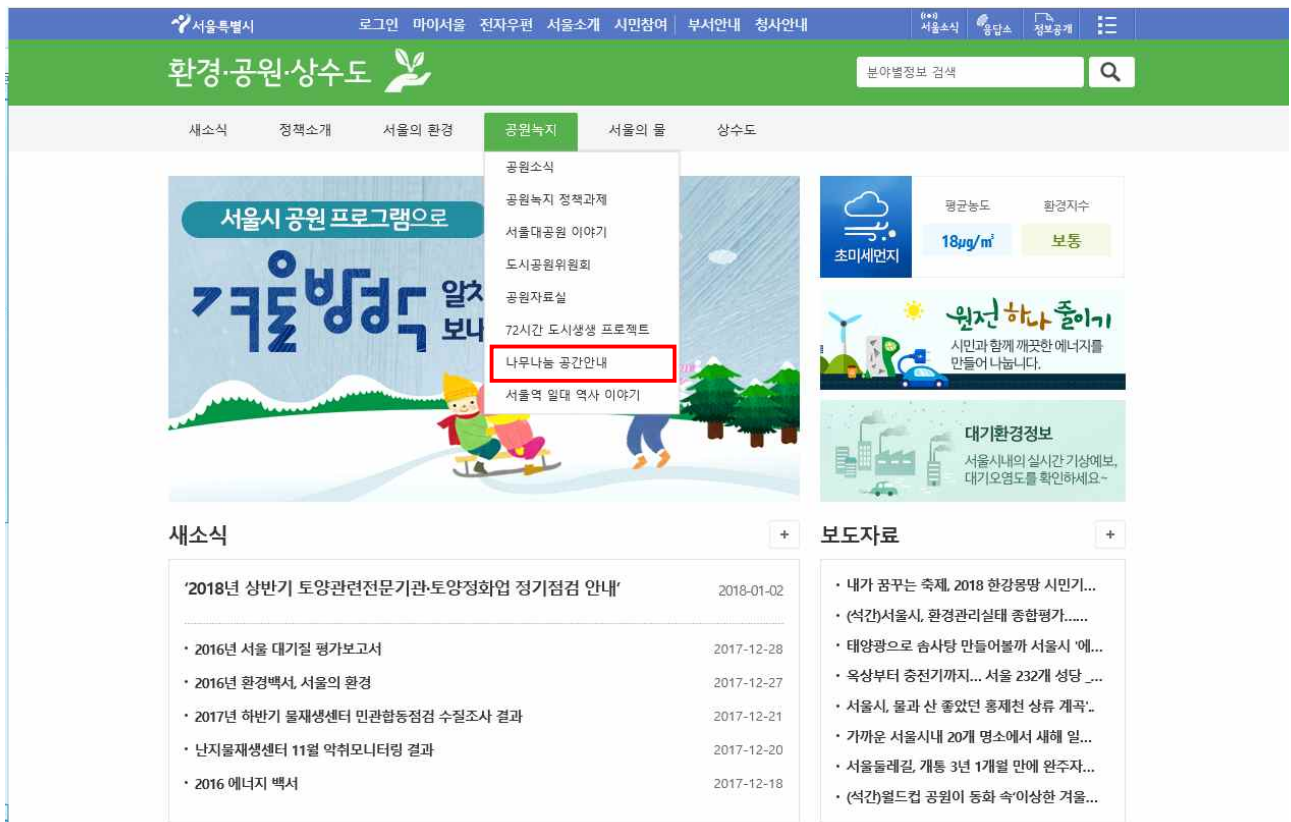 서울특별시
로그인 마이서울 전자우편 서울소개 시민참여 부서안내 청사안내
서울소식 응답소 정보공개
환경·공원·상수도
분야별정보 검색
새소식 정책소개 서울의 환경 공원녹지 서울의 물 상수도
공원소식
공원녹지 정책과제
서울대공원 이야기
도시공원위원회
공원자료실
72시간 도시생생 프로젝트
나무나눔 공간안내
서울역 일대 역사 이야기
서울시 공원 프로그램으로
겨울방학
알차
보내
초미세먼지
평균농도 환경지수
18μg/㎥ 보통
원전 하나 줄이기
시민과 함께 깨끗한 에너지를
만들어 나눕니다.
대기환경정보
서울시내의 실시간 기상예보,
대기오염도를 확인하세요~
새소식 +
'2018년 상반기 토양관련전문기관·토양정화업 정기점검 안내' 2018-01-02
· 2016년 서울 대기질 평가보고서 2017-12-28
· 2016년 환경백서, 서울의 환경 2017-12-27
· 2017년 하반기 물재생센터 민관합동점검 수질조사 결과 2017-12-21
· 난지물재생센터 11월 악취모니터링 결과 2017-12-20
· 2016 에너지 백서 2017-12-18
보도자료 +
· 내가 꿈꾸는 축제, 2018 한강몽땅 시민기...
· (석간)서울시, 환경관리실태 종합평가......
· 태양광으로 솜사탕 만들어볼까 서울시 '에...
· 옥상부터 충전기까지... 서울 232개 성당 _...
· 서울시, 물과 산 좋았던 홍제천 상류 계곡'..
· 가까운 서울시내 20개 명소에서 새해 일...
· 서울둘레길, 개통 3년 1개월 만에 완주자...
· (석간)월드컵 공원이 동화 속'이상한 겨울...